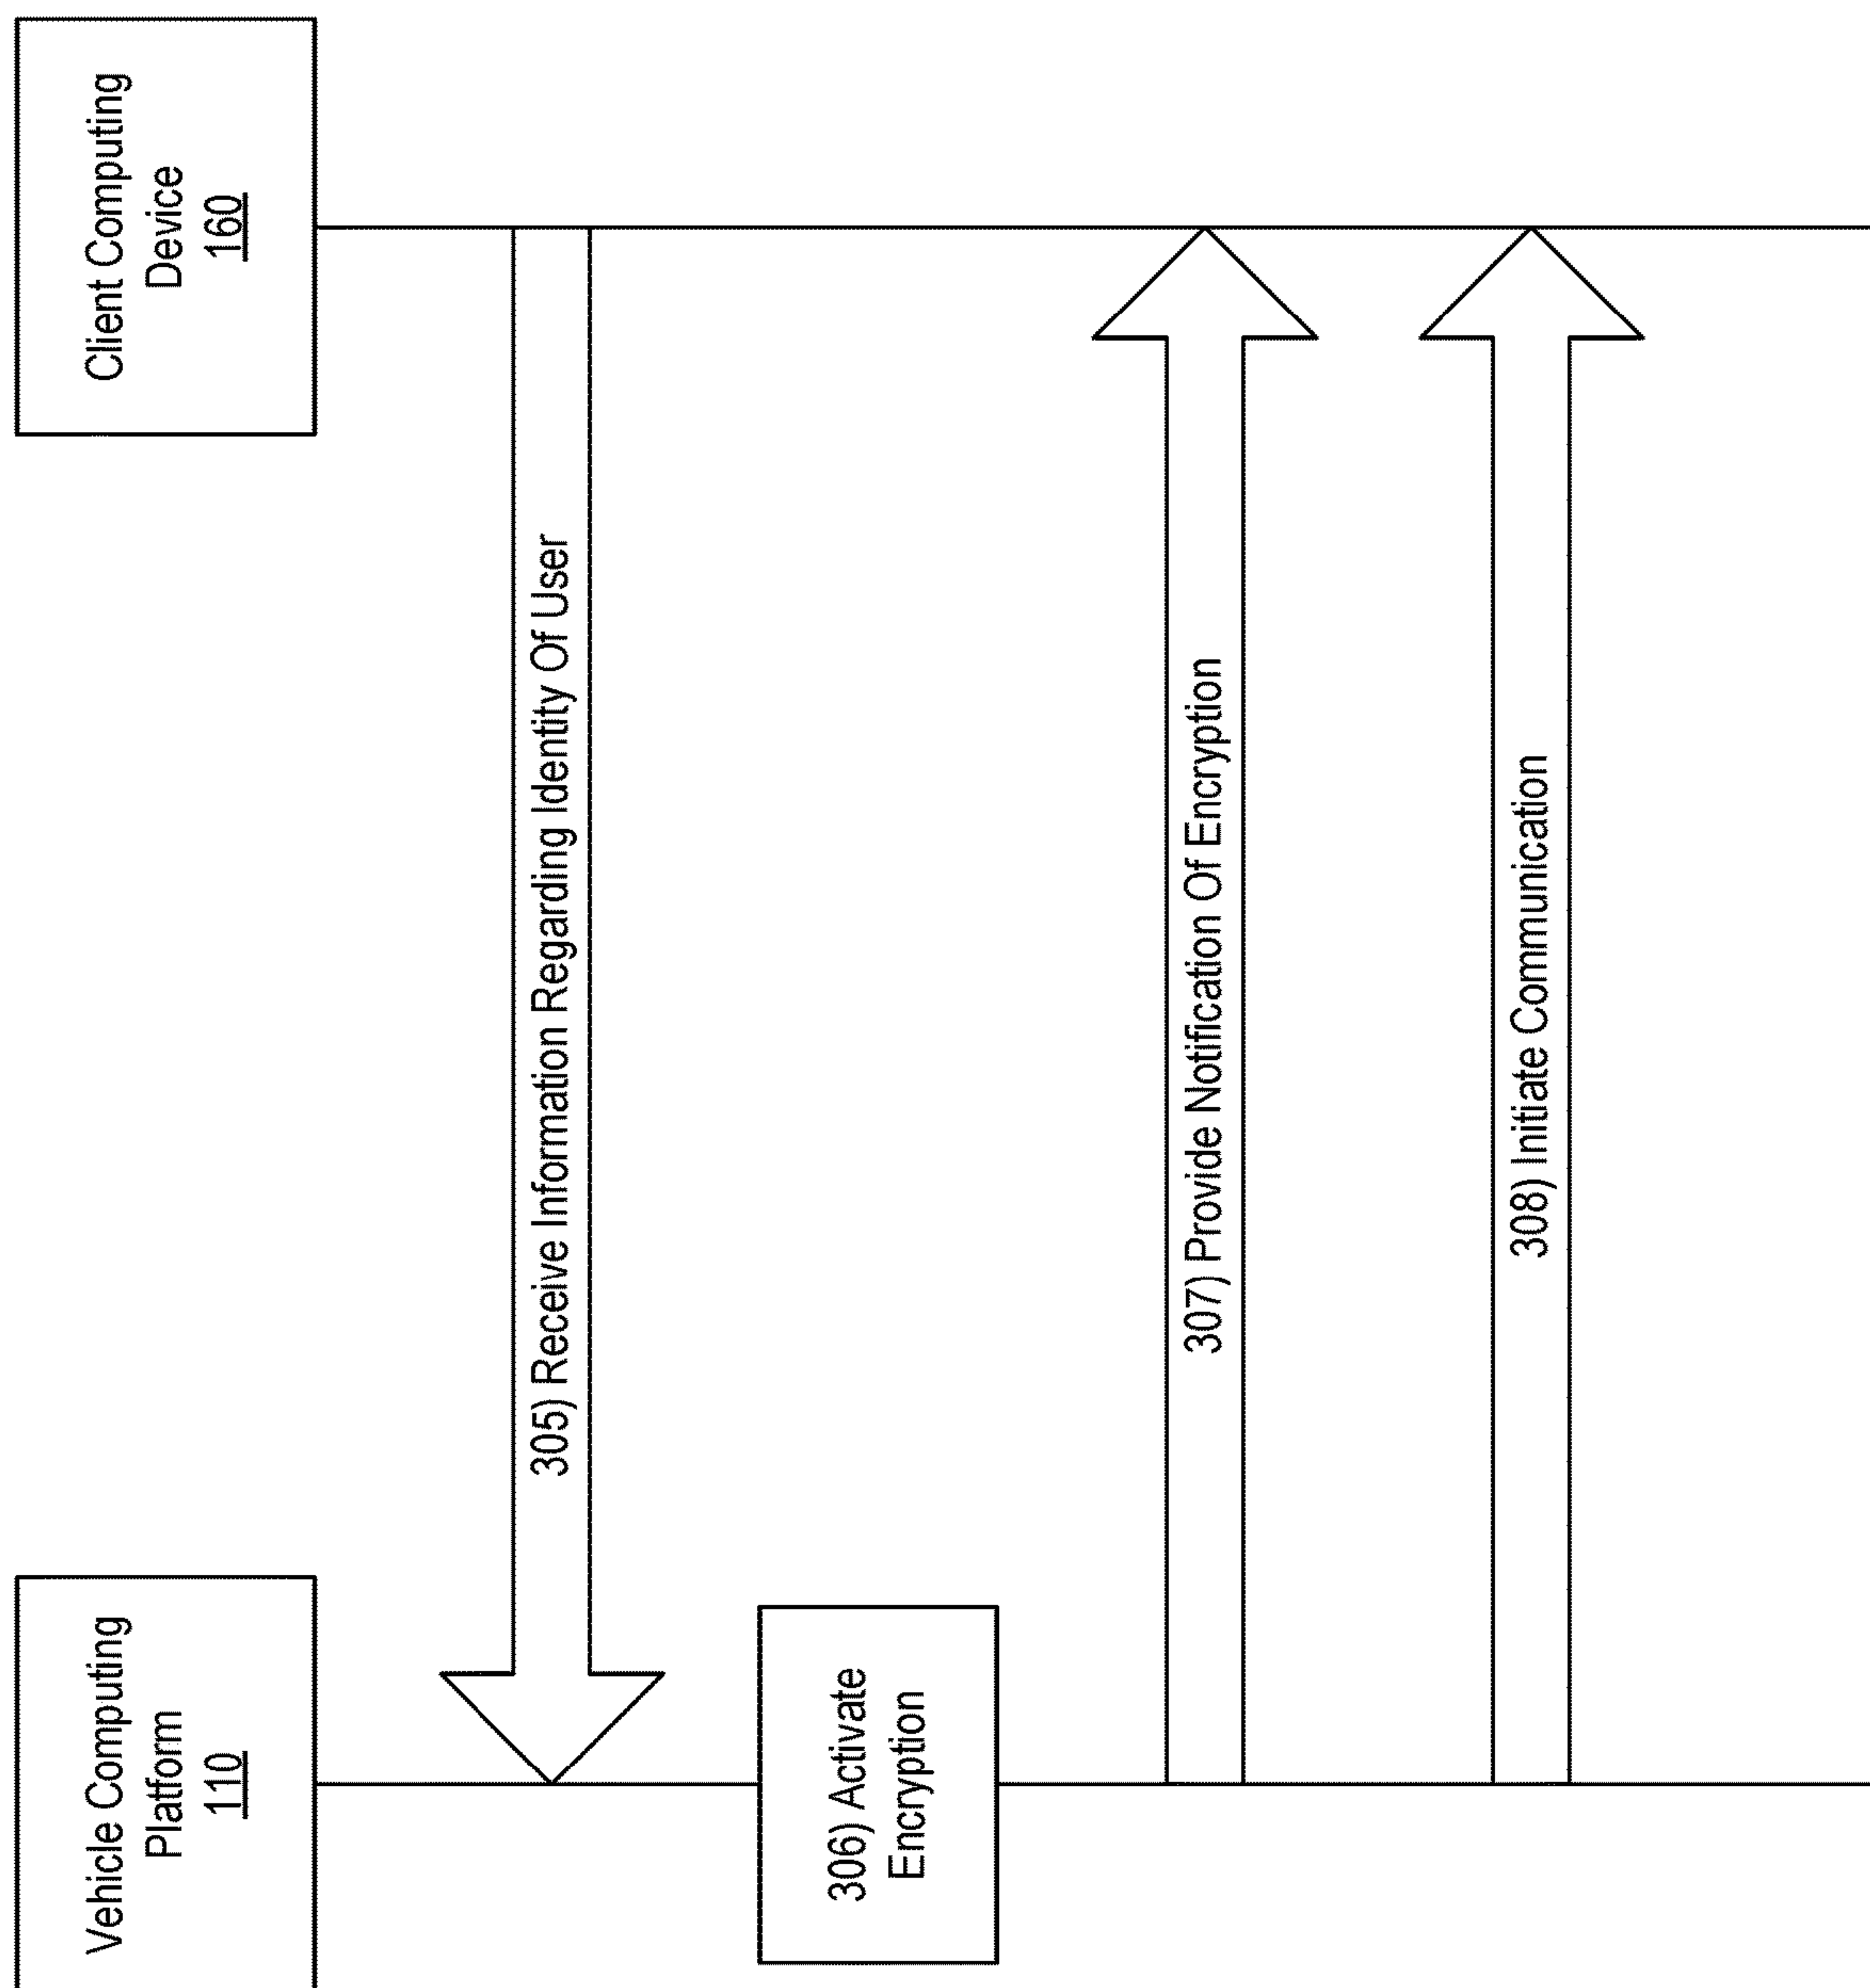 Vehicle Computing
Platform
110
Client Computing
Device
160
305) Receive Information Regarding Identity Of User
306) Activate
Encryption
307) Provide Notification Of Encryption
308) Initiate Communication